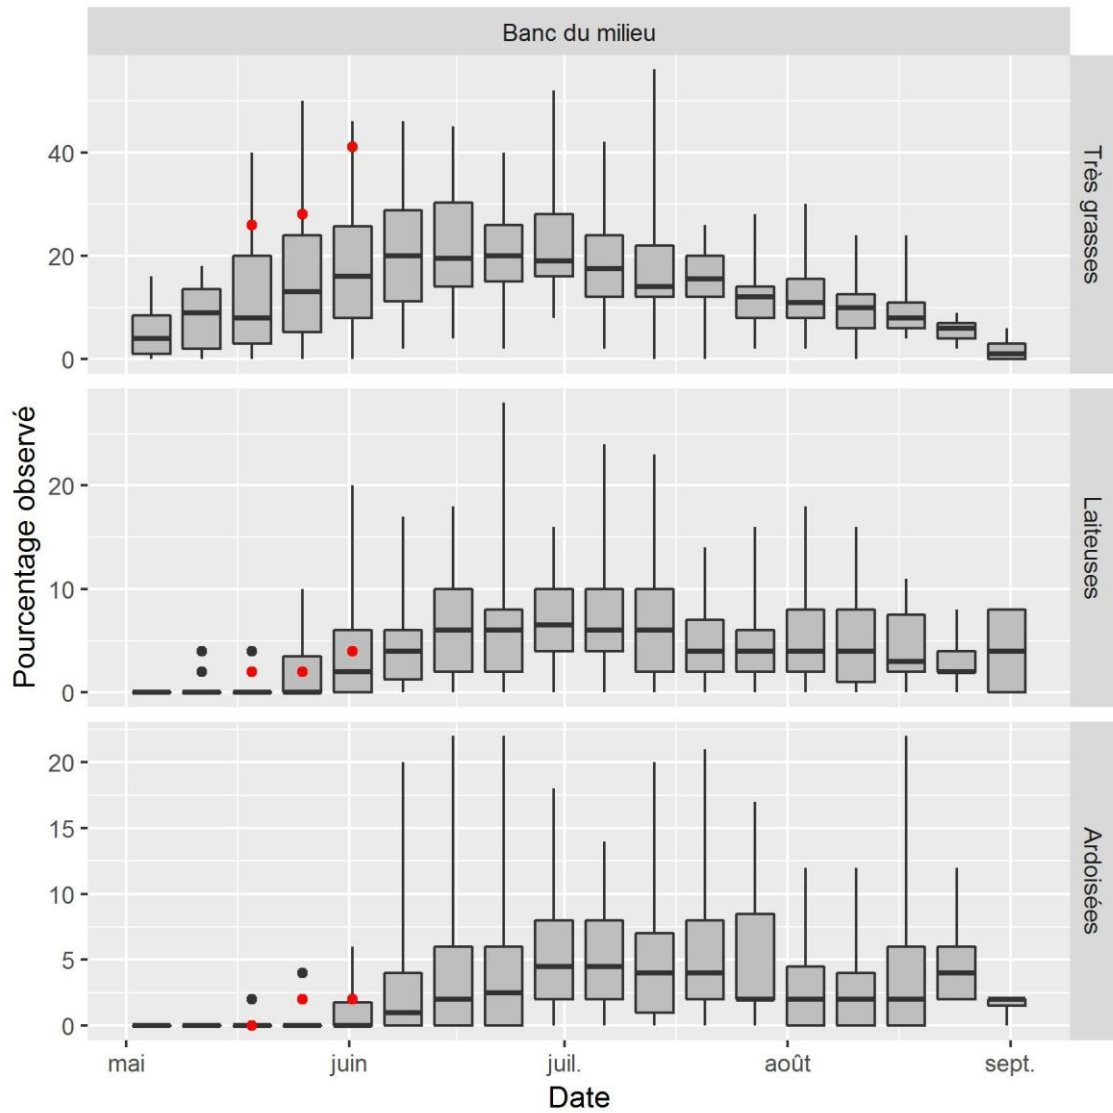 Banc du milieu
Pourcentage observé
40
20
0
Très grasses
20
10
0
Laiteuses
20
15
10
5
0
Ardoisées
mai juin juil. août sept.
Date